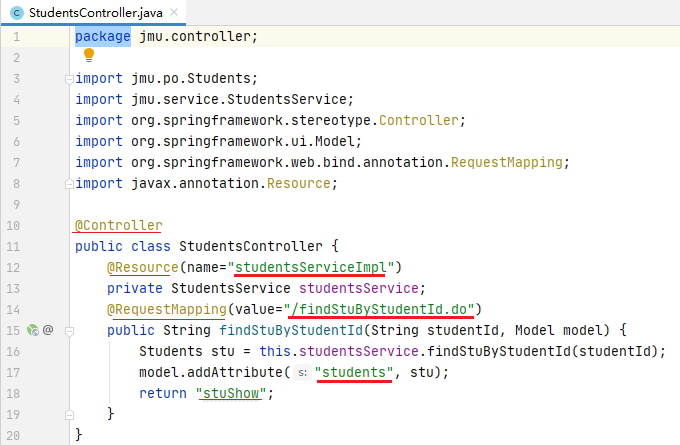 StudentsController.java
1 package jmu.controller;
2
3 import jmu.po.Students;
4 import jmu.service.StudentsService;
5 import org.springframework.stereotype.Controller;
6 import org.springframework.ui.Model;
7 import org.springframework.web.bind.annotation.RequestMapping;
8 import javax.annotation.Resource;
9
10 @Controller
11 public class StudentsController {
12 @Resource(name="studentsServiceImpl")
13 private StudentsService studentsService;
14 @RequestMapping(value="/findStuByStudentId.do")
15 @ public String findStuByStudentId(String studentId, Model model) {
16 Students stu = this.studentsService.findStuByStudentId(studentId);
17 model.addAttribute( s: "students", stu);
18 return "stuShow";
19 }
20 }